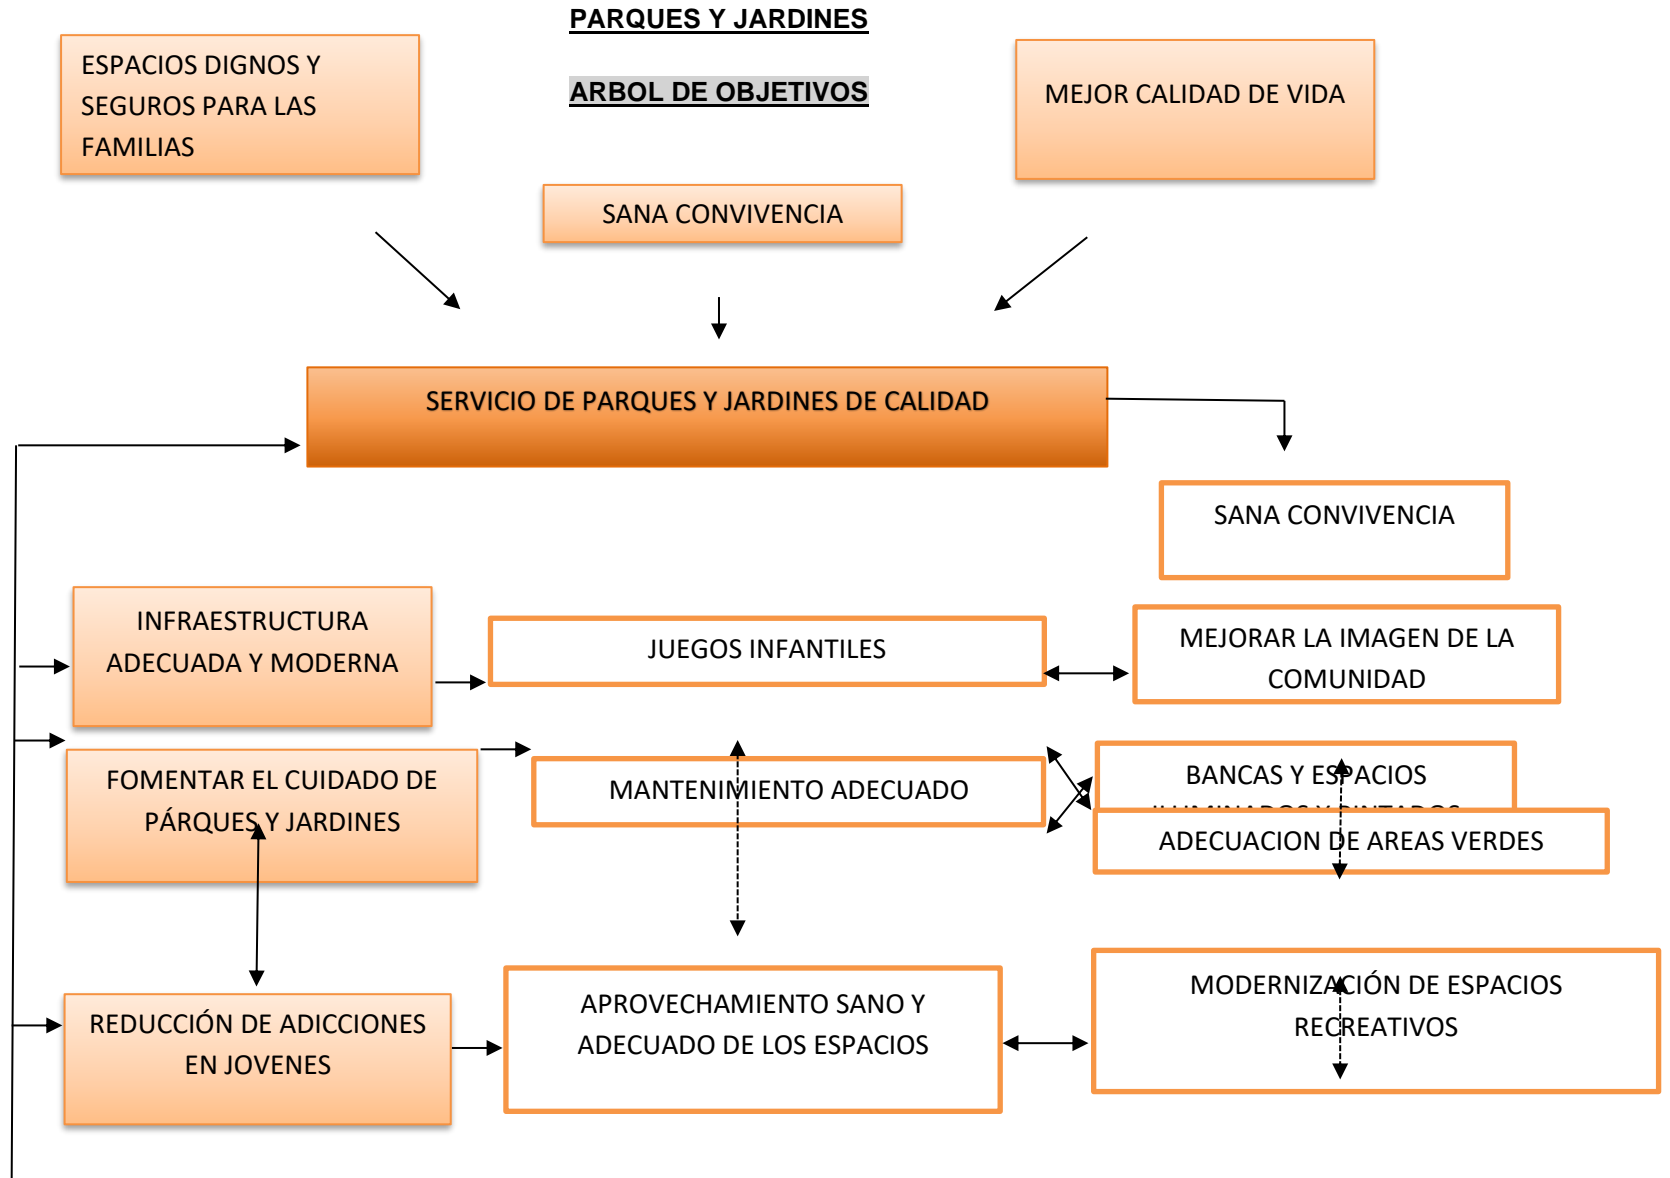 PARQUES Y JARDINES
ARBOL DE OBJETIVOS
ESPACIOS DIGNOS Y
SEGUROS PARA LAS
FAMILIAS
MEJOR CALIDAD DE VIDA
SANA CONVIVENCIA
SERVICIO DE PARQUES Y JARDINES DE CALIDAD
SANA CONVIVENCIA
INFRAESTRUCTURA
ADECUADA Y MODERNA
JUEGOS INFANTILES
MEJORAR LA IMAGEN DE LA
COMUNIDAD
FOMENTAR EL CUIDADO DE
PÁRQUES Y JARDINES
MANTENIMIENTO ADECUADO
BANCAS Y ESPACIOS
ILUMINADOS Y PINTADOS
ADECUACION DE AREAS VERDES
REDUCCIÓN DE ADICCIONES
EN JOVENES
APROVECHAMIENTO SANO Y
ADECUADO DE LOS ESPACIOS
MODERNIZACIÓN DE ESPACIOS
RECREATIVOS